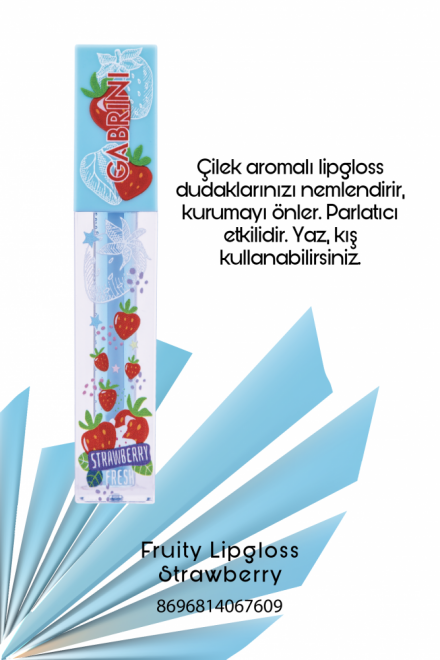 GABRINI
Çilek aromalı lipgloss
dudaklarınızı nemlendirir,
kurumayı önler. Parlatıcı
etkilidir. Yaz, kış
kullanabilirsiniz.
STRAWBERRY
FRESH
Fruity Lipgloss
Strawberry
8696814067609